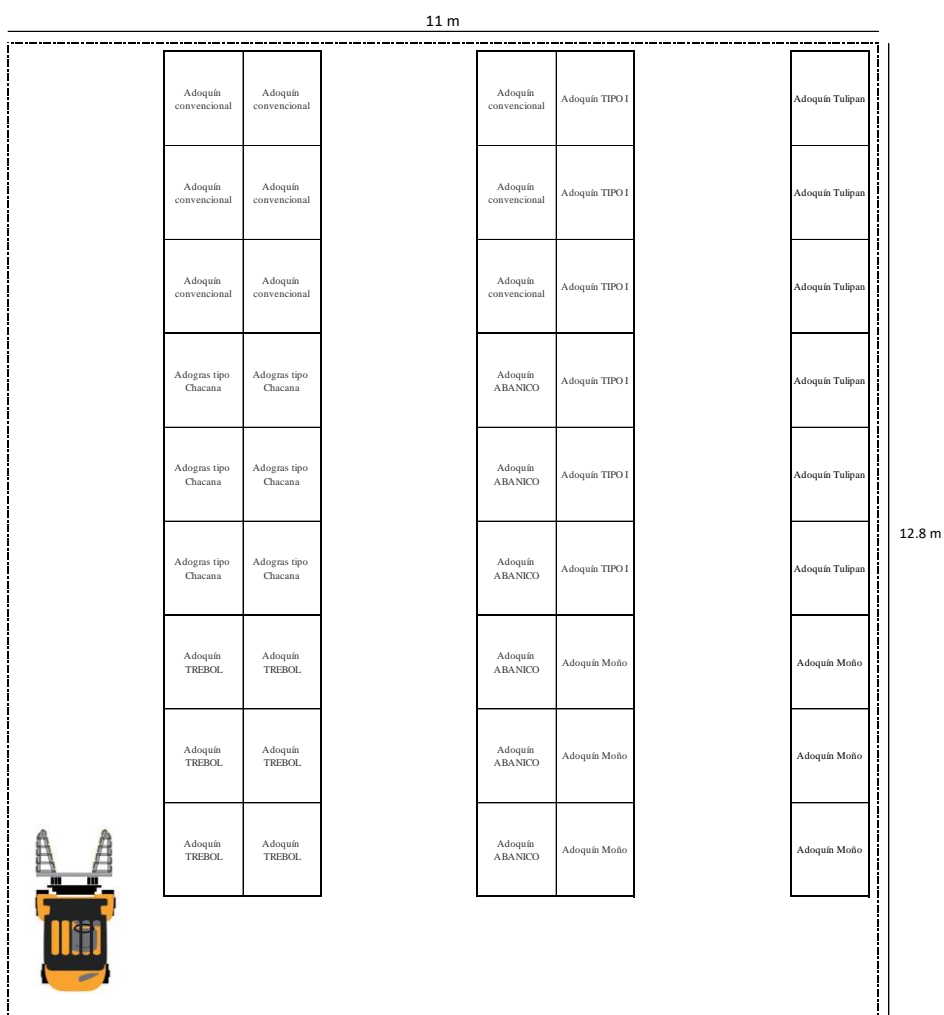 11 m
Adoquín
convencional
Adoquín
convencional
Adoquín
convencional
Adoquín TIPO I
Adoquín Tulipan
Adoquín
convencional
Adoquín
convencional
Adoquín
convencional
Adoquín TIPO I
Adoquín Tulipan
Adoquín
convencional
Adoquín
convencional
Adoquín
convencional
Adoquín TIPO I
Adoquín Tulipan
Adogras tipo
Chacana
Adogras tipo
Chacana
Adoquín
ABANICO
Adoquín TIPO I
Adoquín Tulipan
Adogras tipo
Chacana
Adogras tipo
Chacana
Adoquín
ABANICO
Adoquín TIPO I
Adoquín Tulipan
12.8 m
Adogras tipo
Chacana
Adogras tipo
Chacana
Adoquín
ABANICO
Adoquín TIPO I
Adoquín Tulipan
Adoquín
TREBOL
Adoquín
TREBOL
Adoquín
ABANICO
Adoquín Moño
Adoquín Moño
Adoquín
TREBOL
Adoquín
TREBOL
Adoquín
ABANICO
Adoquín Moño
Adoquín Moño
Adoquín
TREBOL
Adoquín
TREBOL
Adoquín
ABANICO
Adoquín Moño
Adoquín Moño